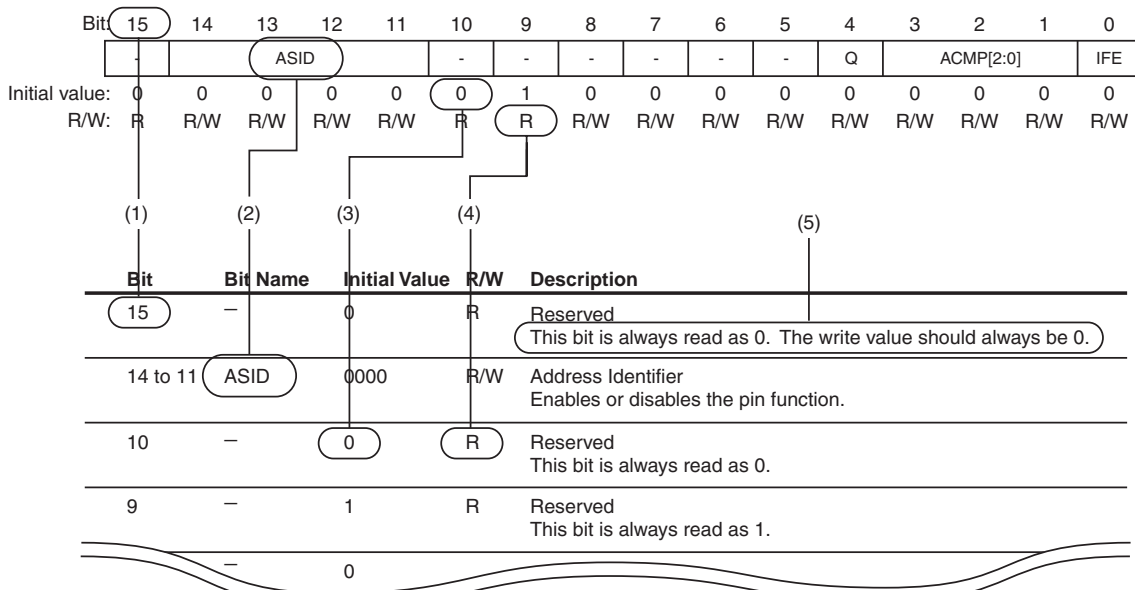 Bit: 15 14 13 12 11 10 9 8 7 6 5 4 3 2 1 0
- ASID - - - - - - Q ACMP[2:0] IFE
Initial value: 0 0 0 0 0 0 1 0 0 0 0 0 0 0 0 0
R/W: R R/W R/W R/W R/W R R R/W R/W R/W R/W R/W R/W R/W R/W R/W
(1) (2) (3) (4) (5)
Bit Bit Name Initial Value R/W Description
15 − 0 R Reserved
This bit is always read as 0. The write value should always be 0.
14 to 11 ASID 0000 R/W Address Identifier
Enables or disables the pin function.
10 − 0 R Reserved
This bit is always read as 0.
9 − 1 R Reserved
This bit is always read as 1.
− 0